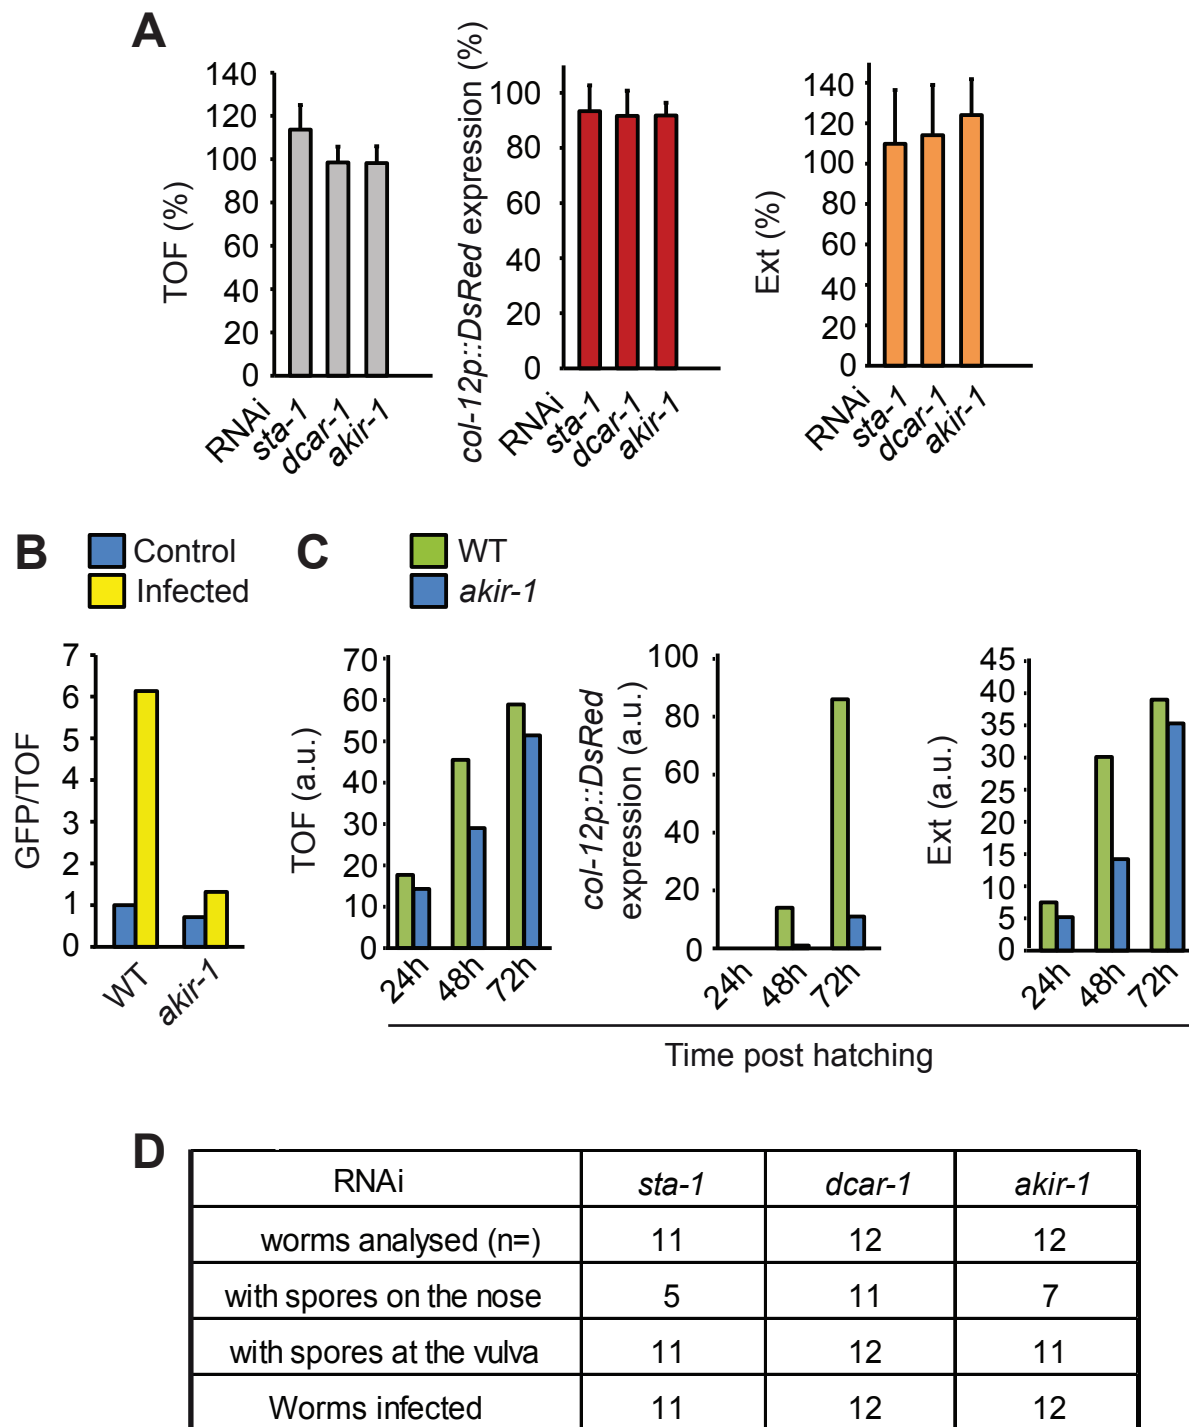 A
TOF (%)
140
120
100
80
60
40
20
0
RNAi
sta-1
dcar-1
akir-1
col-12p::DsRed expression (%)
100
80
60
40
20
0
RNAi
sta-1
dcar-1
akir-1
Ext (%)
140
120
100
80
60
40
20
0
RNAi
sta-1
dcar-1
akir-1
B
Control
Infected
GFP/TOF
7
6
5
4
3
2
1
0
WT
akir-1
C
WT
akir-1
TOF (a.u.)
70
60
50
40
30
20
10
0
24h
48h
72h
col-12p::DsRed
expression (a.u.)
100
80
60
40
20
0
24h
48h
72h
Ext (a.u.)
45
40
35
30
25
20
15
10
5
0
24h
48h
72h
Time post hatching
D
RNAi sta-1 dcar-1 akir-1
worms analysed (n=) 11 12 12
with spores on the nose 5 11 7
with spores at the vulva 11 12 11
Worms infected 11 12 12